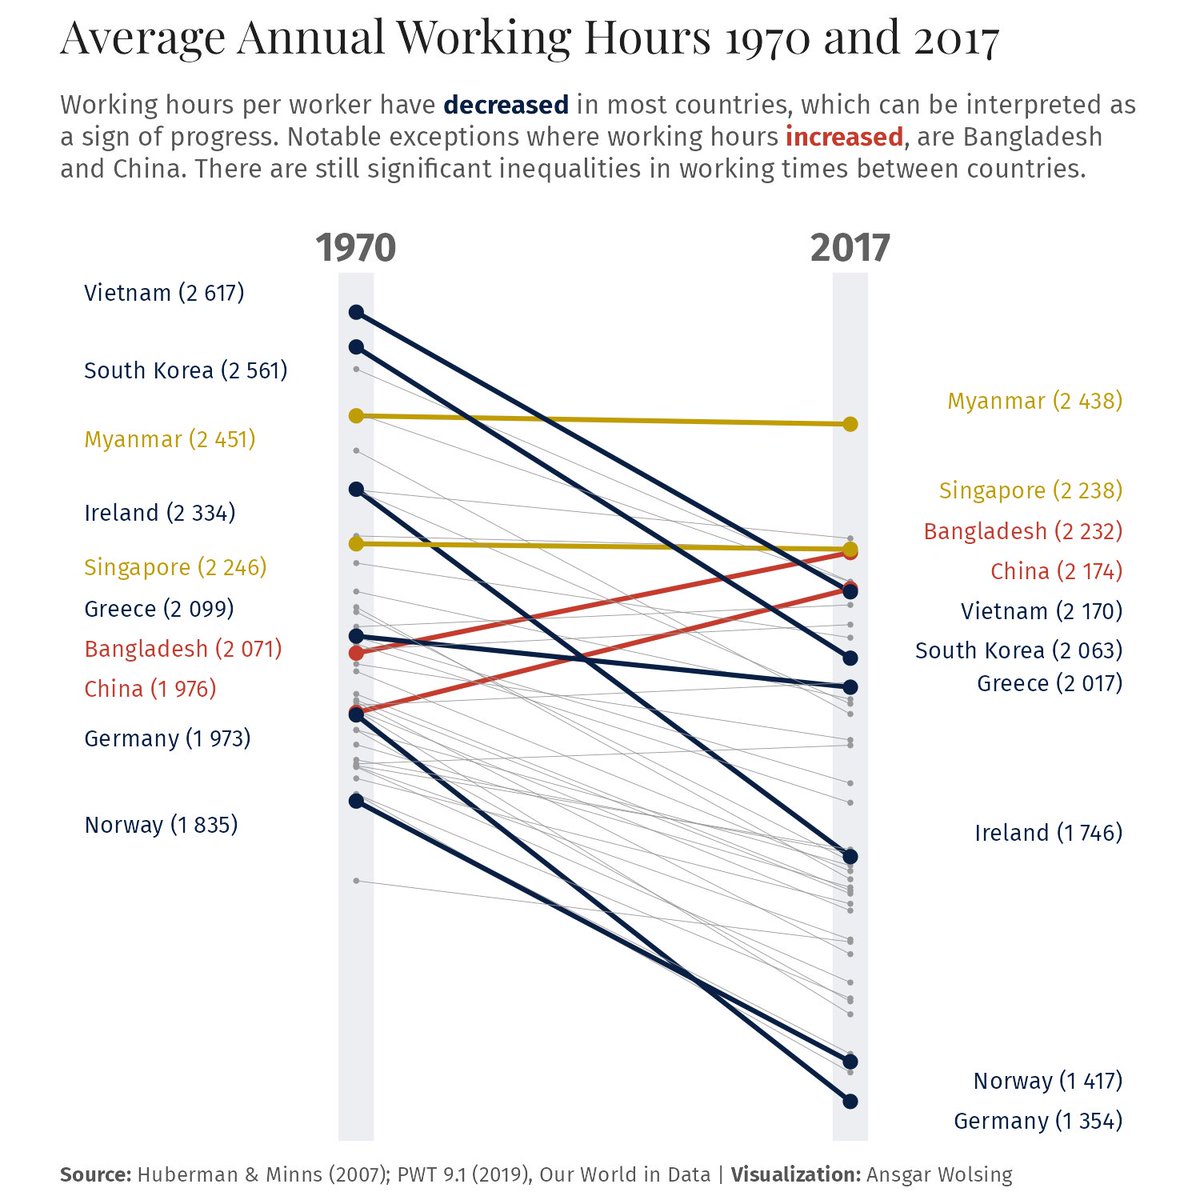 Average Annual Working Hours 1970 and 2017
Working hours per worker have decreased in most countries, which can be interpreted as
a sign of progress. Notable exceptions where working hours increased, are Bangladesh
and China. There are still significant inequalities in working times between countries.
1970
2017
Vietnam (2 617)
South Korea (2 561)
Myanmar (2 451)
Ireland (2 334)
Singapore (2 246)
Greece (2 099)
Bangladesh (2 071)
China (1 976)
Germany (1 973)
Norway (1 835)
Myanmar (2 438)
Singapore (2 238)
Bangladesh (2 232)
China (2 174)
Vietnam (2 170)
South Korea (2 063)
Greece (2 017)
Ireland (1 746)
Norway (1 417)
Germany (1 354)
Source: Huberman & Minns (2007); PWT 9.1 (2019), Our World in Data | Visualization: Ansgar Wolsing